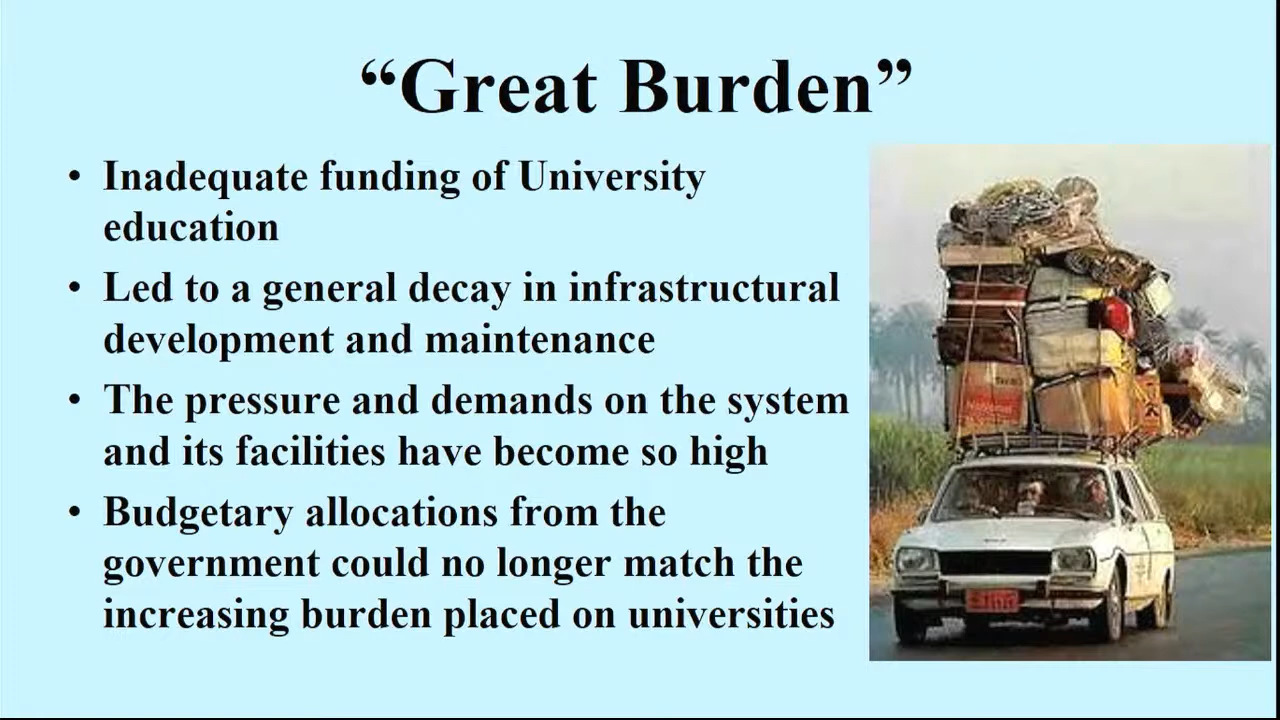 “Great Burden”
• Inadequate funding of University
education
• Led to a general decay in infrastructural
development and maintenance
• The pressure and demands on the system
and its facilities have become so high
• Budgetary allocations from the
government could no longer match the
increasing burden placed on universities